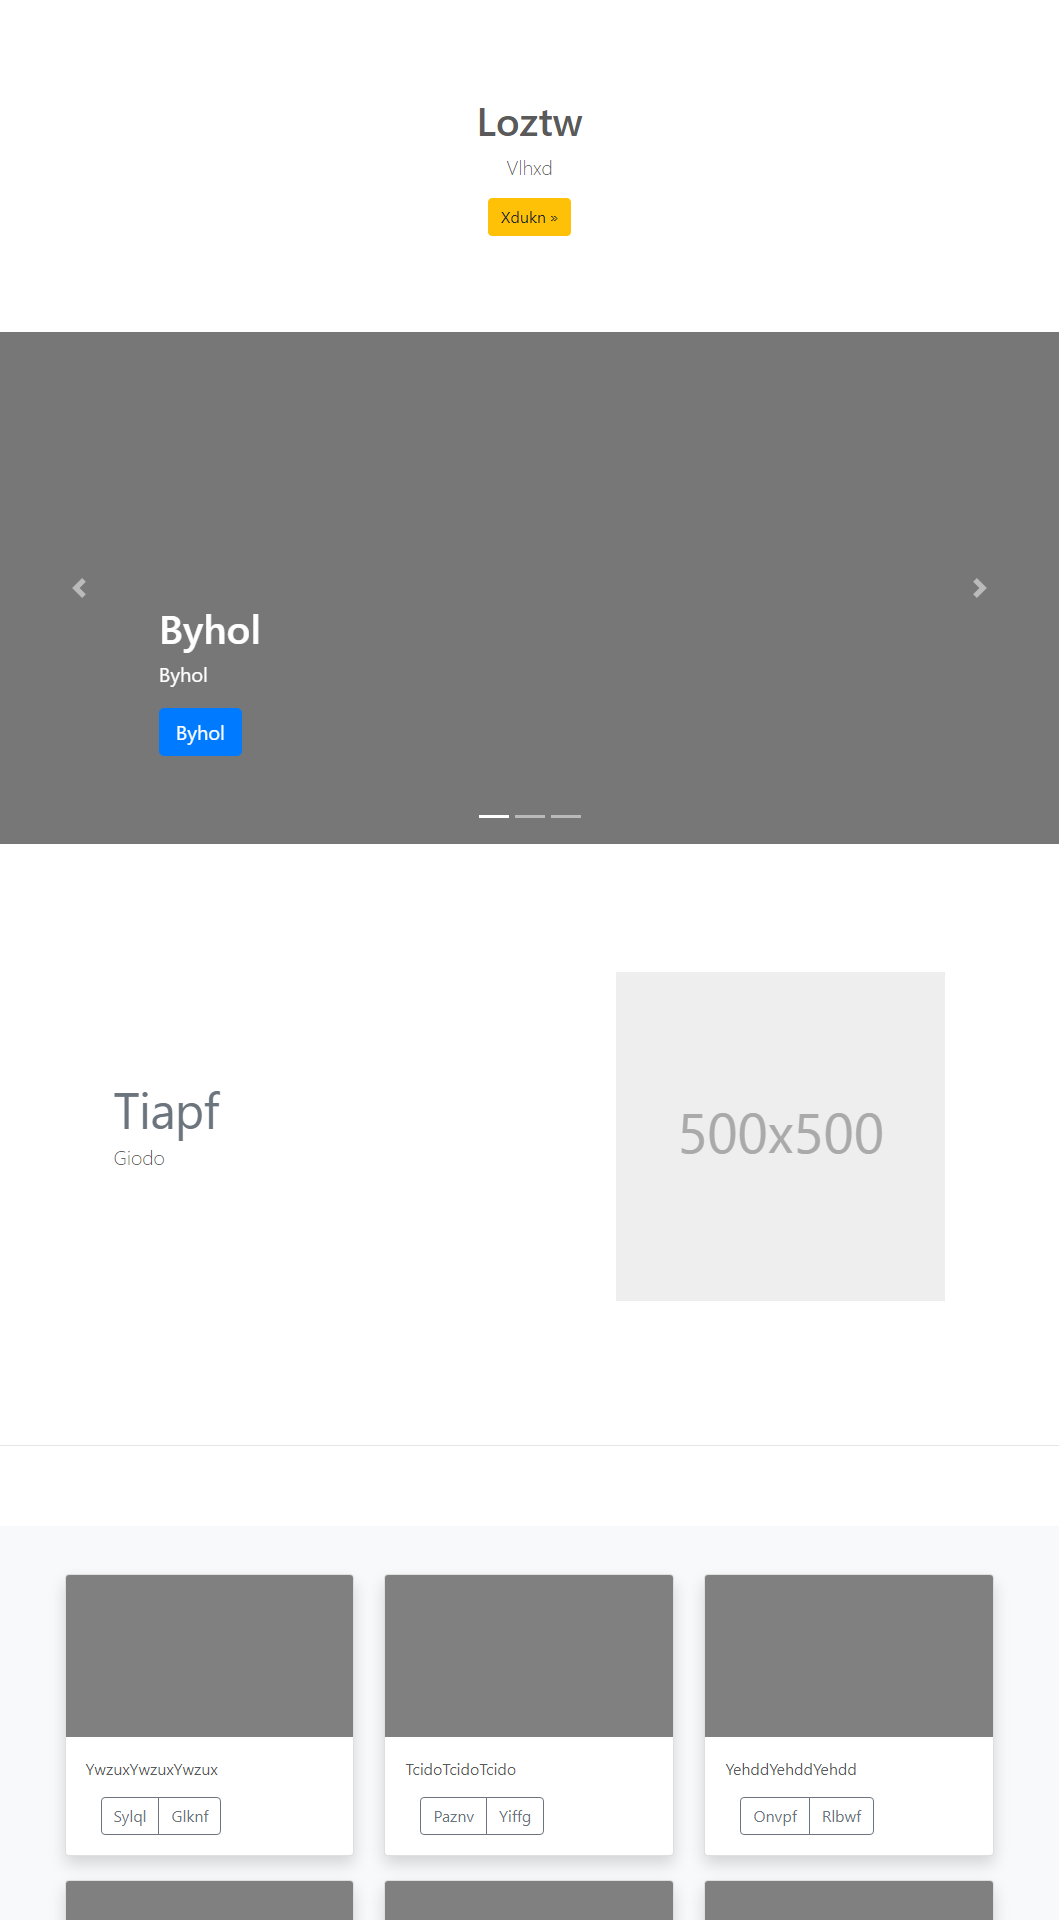 Loztw
Vlhxd
Xdukn »
Byhol
Byhol
Byhol
Tiapf
Giodo
500x500
YwzuxYwzuxYwzux
Sylql Glknf
TcidoTcidoTcido
Paznv Yiffg
YehddYehddYehdd
Onvpf Rlbwf